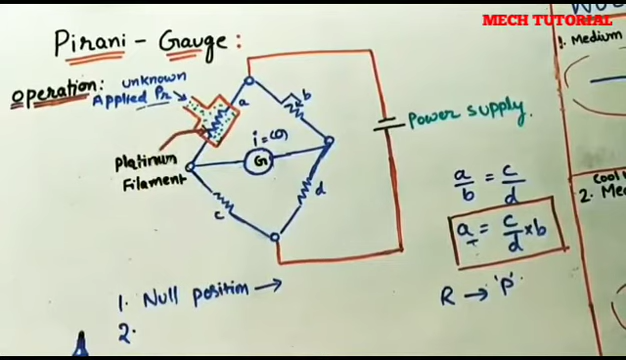 MECH TUTORIAL
Pirani - Gauge:
operation:
unknown
Applied Pr
a
b
i=0
G
Platinum
Filament
c
d
Power supply.
a/b = c/d
a = c/d × b
R → 'P'
1. Null position →
2.
1. Medium
Cool
2. Me